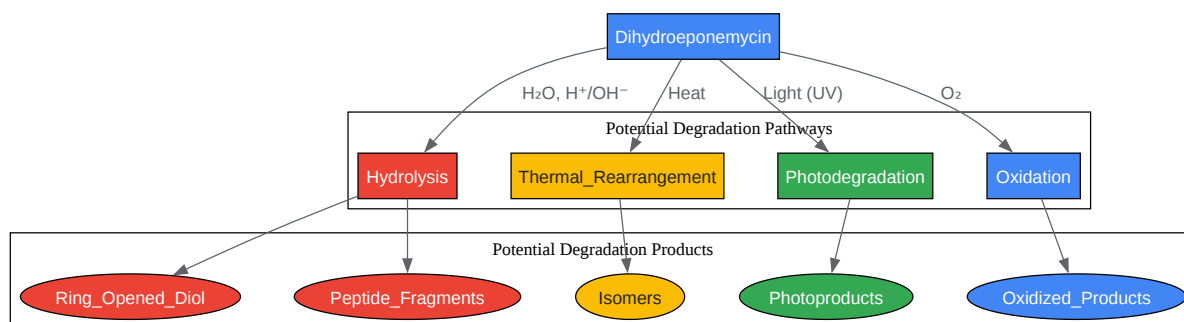 Dihydroeponemycin
H₂O, H⁺/OH⁻
Heat
Light (UV)
O₂
Potential Degradation Pathways
Hydrolysis
Thermal_Rearrangement
Photodegradation
Oxidation
Potential Degradation Products
Ring_Opened_Diol
Peptide_Fragments
Isomers
Photoproducts
Oxidized_Products